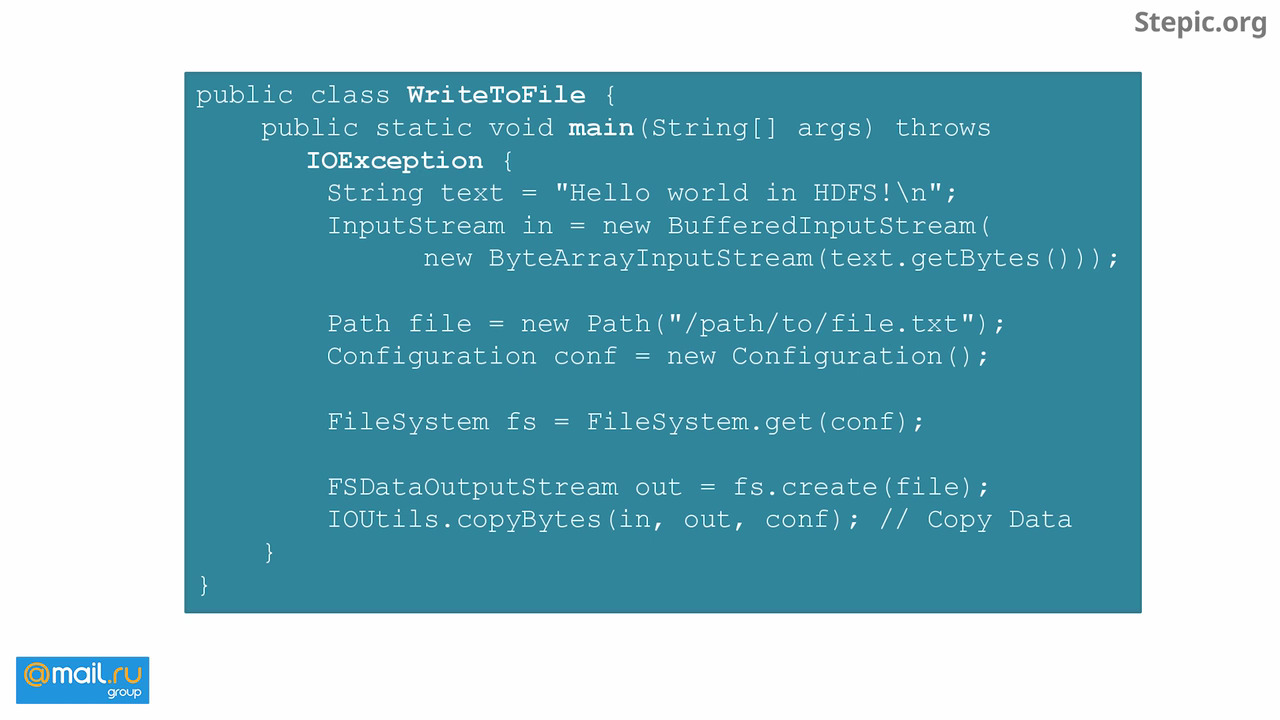 Stepic.org
public class WriteToFile {
public static void main(String[] args) throws
IOException {
String text = "Hello world in HDFS!\n";
InputStream in = new BufferedInputStream(
new ByteArrayInputStream(text.getBytes()));
Path file = new Path("/path/to/file.txt");
Configuration conf = new Configuration();
FileSystem fs = FileSystem.get(conf);
FSDataOutputStream out = fs.create(file);
IOUtils.copyBytes(in, out, conf); // Copy Data
}
}
@mail.ru
group